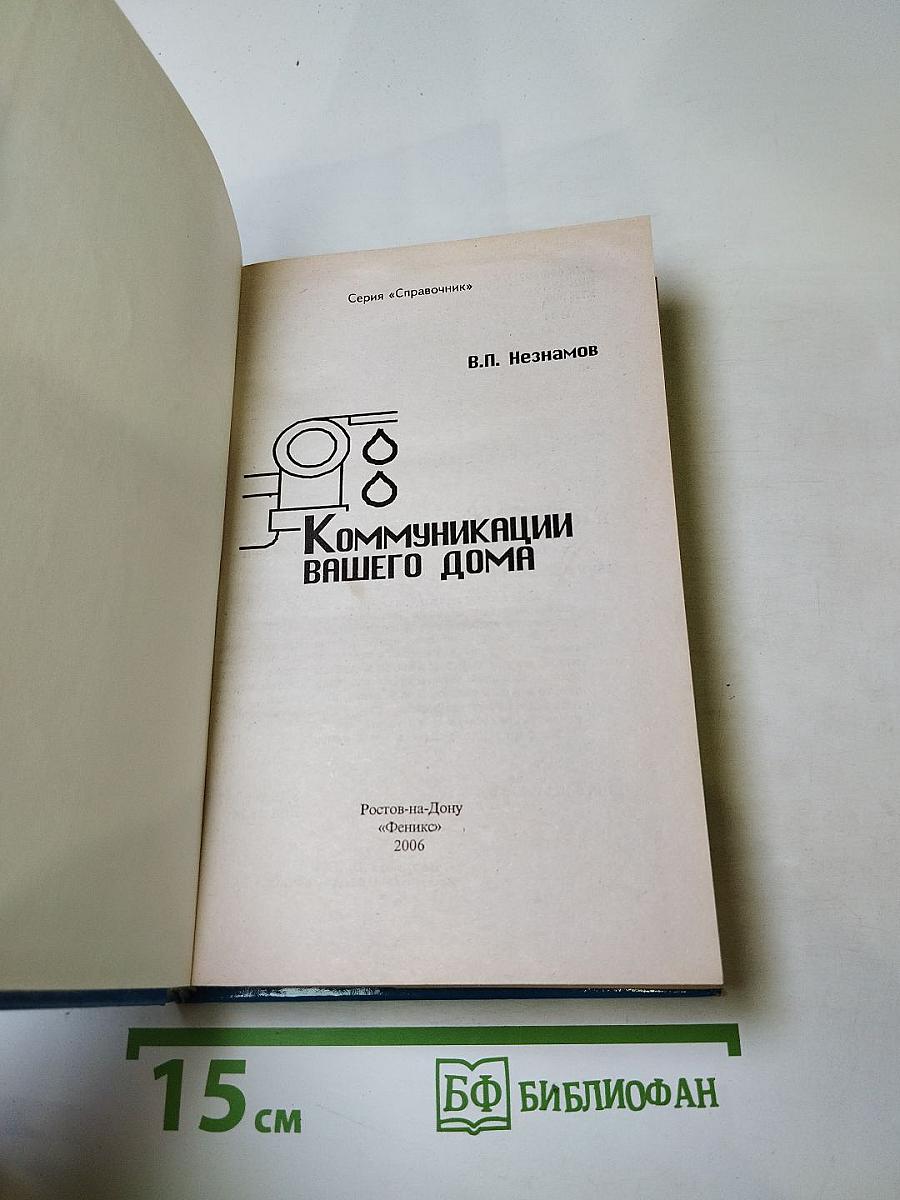 Серия «Справочник»
В.П. Незнамов
Коммуникации
вашего дома
Ростов-на-Дону
«Феникс»
2006
15 см
БФ БИБЛИОФАН